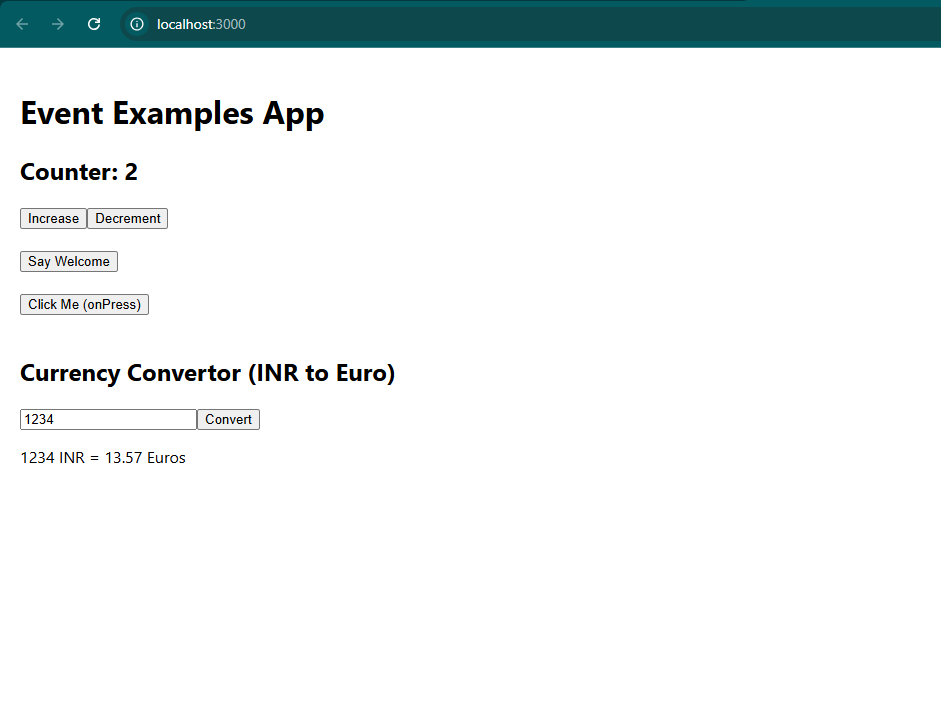 localhost:3000
Event Examples App
Counter: 2
Increase Decrement
Say Welcome
Click Me (onPress)
Currency Convertor (INR to Euro)
1234 Convert
1234 INR = 13.57 Euros